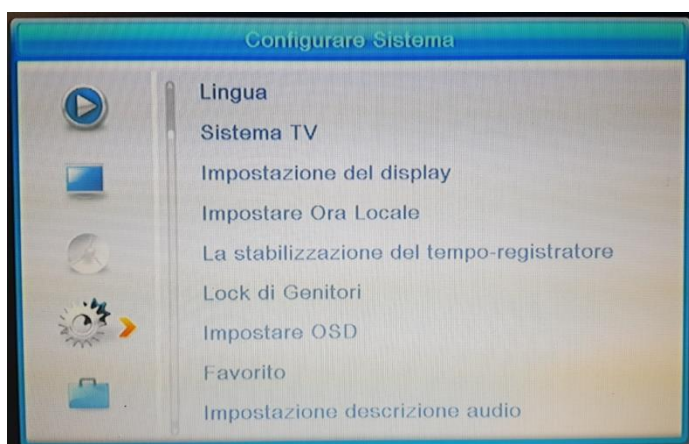 Configurare Sistema
Lingua
Sistema TV
Impostazione del display
Impostare Ora Locale
La stabilizzazione del tempo-registratore
Lock di Genitori
Impostare OSD
Favorito
Impostazione descrizione audio